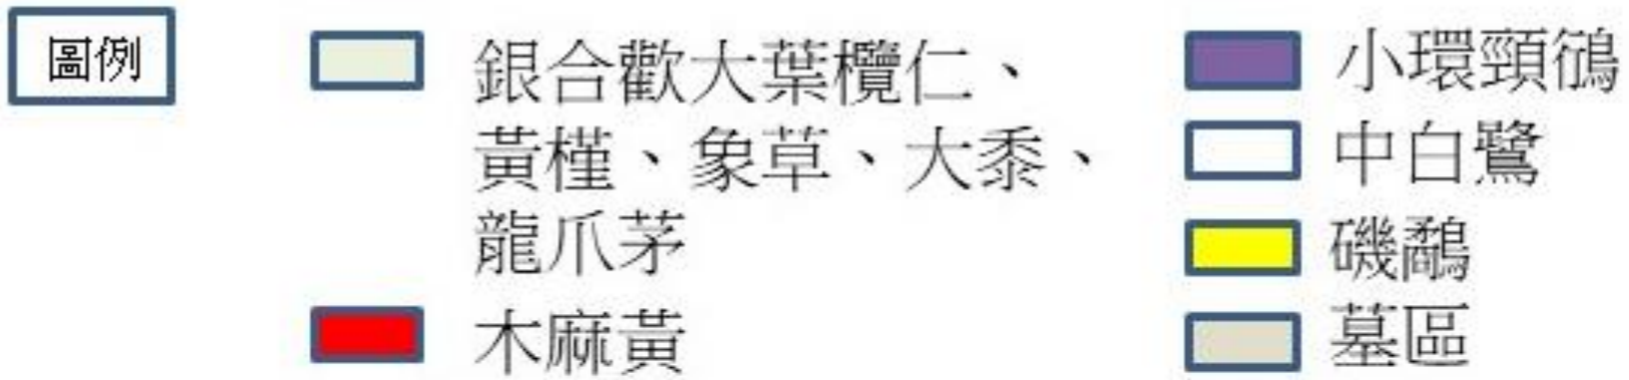 圖例
銀合歡大葉欖仁、
黃槿、象草、大黍、
龍爪茅
木麻黃
小環頸鴴
中白鷺
磯鷸
墓區